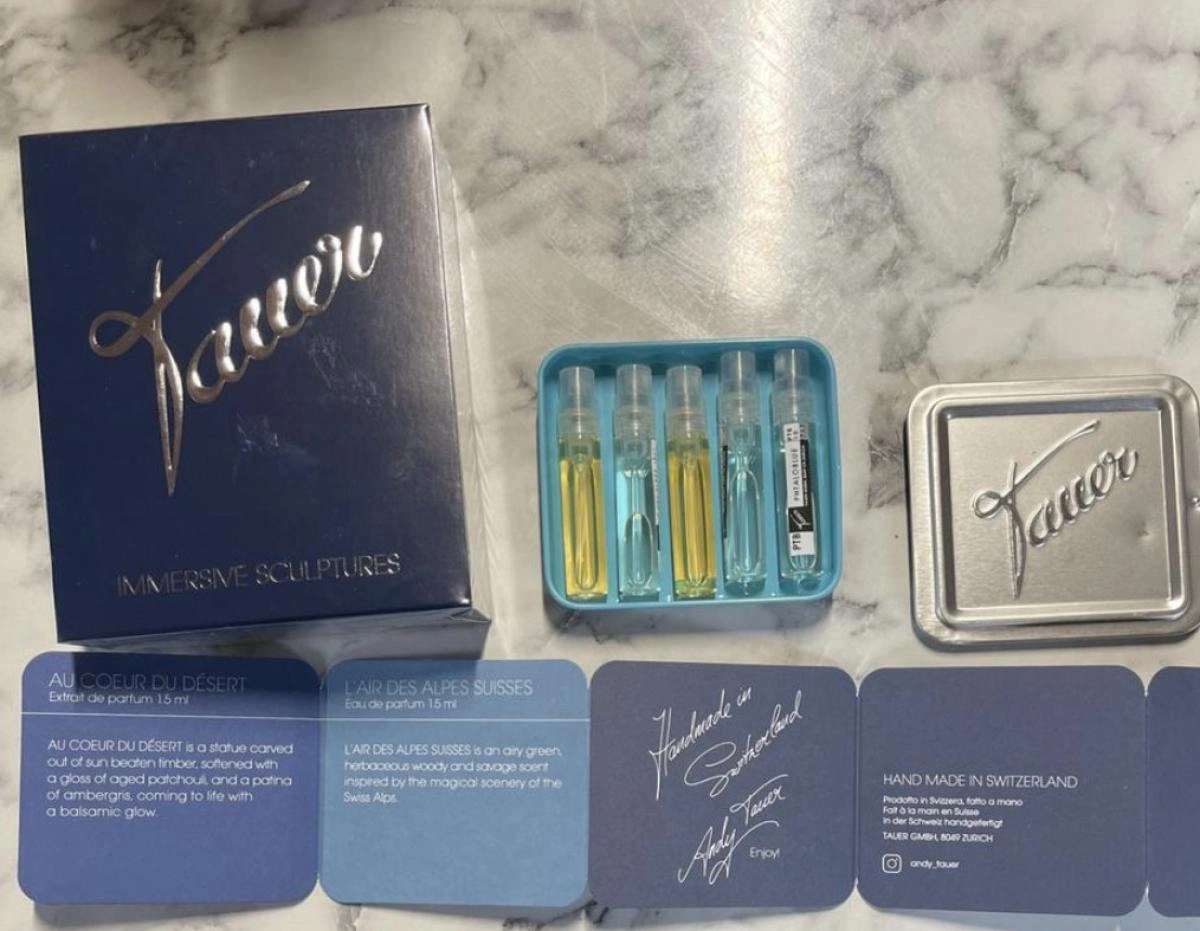 Tauer
IMMERSIVE SCULPTURES
PTB
PHTALOBLUE
PTB
Tauer
AU COEUR DU DÉSERT
Extrait de parfum 1.5 ml
AU COEUR DU DÉSERT is a statue carved
out of sun beaten timber, softened with
a gloss of aged patchouli, and a patina
of ambergris, coming to life with
a balsamic glow.
L'AIR DES ALPES SUISSES
Eau de parfum 1.5 ml
L'AIR DES ALPES SUISSES is an airy green,
herbaceous woody and savage scent
inspired by the magical scenery of the
Swiss Alps.
Handmade in
Switzerland
Andy Tauer
Enjoy!
HAND MADE IN SWITZERLAND
Prodotto in Svizzera, fatto a mano
Fait à la main en Suisse
In der Schweiz handgefertigt
TAUER GMBH, 8049 ZURICH
andy_tauer